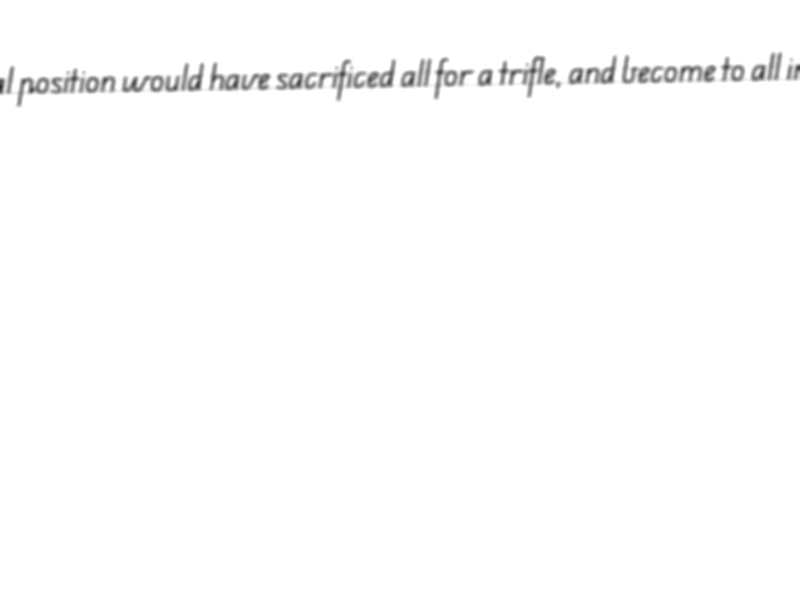 position would have sacrificed all for a trifle, and become to all